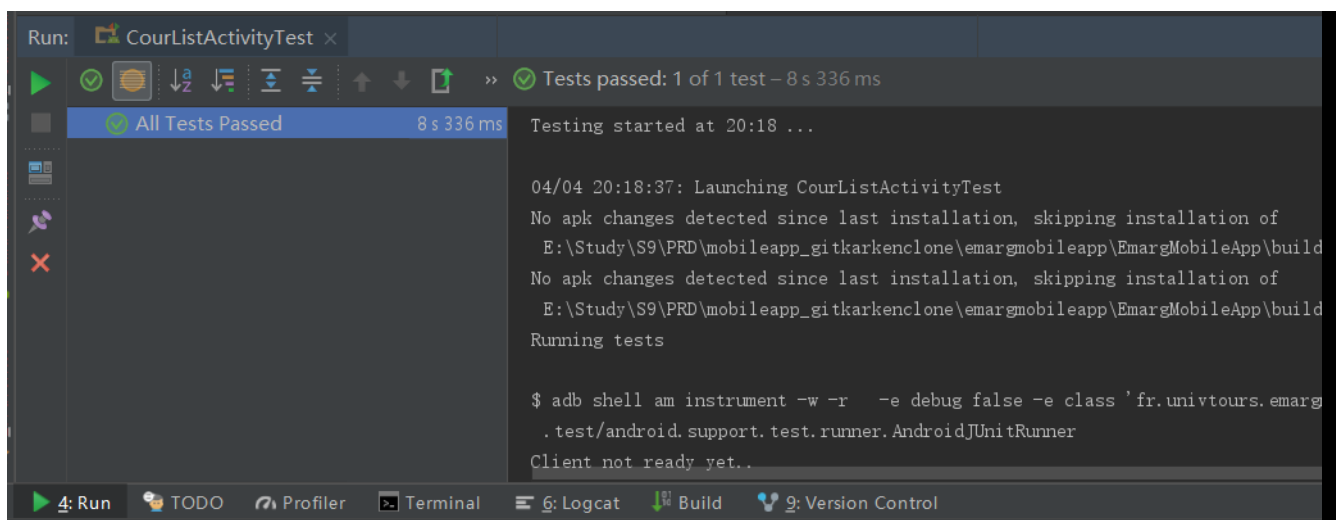 Run: CourListActivityTest ×
» Tests passed: 1 of 1 test – 8 s 336 ms
All Tests Passed 8 s 336 ms
Testing started at 20:18 ...
04/04 20:18:37: Launching CourListActivityTest
No apk changes detected since last installation, skipping installation of
E:\Study\S9\PRD\mobileapp_gitkarkenclone\emargmobileapp\EmargMobileApp\build
No apk changes detected since last installation, skipping installation of
E:\Study\S9\PRD\mobileapp_gitkarkenclone\emargmobileapp\EmargMobileApp\build
Running tests
$ adb shell am instrument -w -r   -e debug false -e class 'fr.univtours.emarg
.test/android.support.test.runner.AndroidJUnitRunner
Client not ready yet..
4: Run TODO Profiler Terminal 6: Logcat Build 9: Version Control